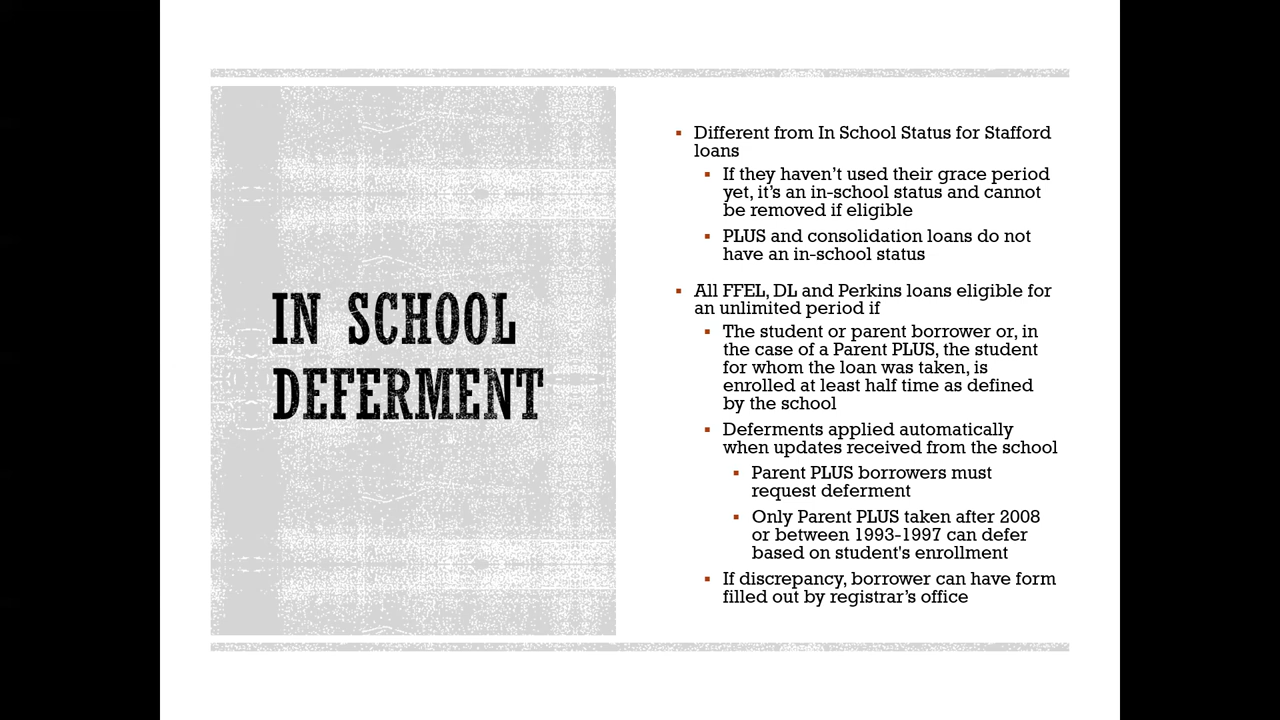 IN SCHOOL
DEFERMENT
▪ Different from In School Status for Stafford
loans
▪ If they haven’t used their grace period
yet, it’s an in-school status and cannot
be removed if eligible
▪ PLUS and consolidation loans do not
have an in-school status
▪ All FFEL, DL and Perkins loans eligible for
an unlimited period if
▪ The student or parent borrower or, in
the case of a Parent PLUS, the student
for whom the loan was taken, is
enrolled at least half time as defined
by the school
▪ Deferments applied automatically
when updates received from the school
▪ Parent PLUS borrowers must
request deferment
▪ Only Parent PLUS taken after 2008
or between 1993-1997 can defer
based on student's enrollment
▪ If discrepancy, borrower can have form
filled out by registrar’s office